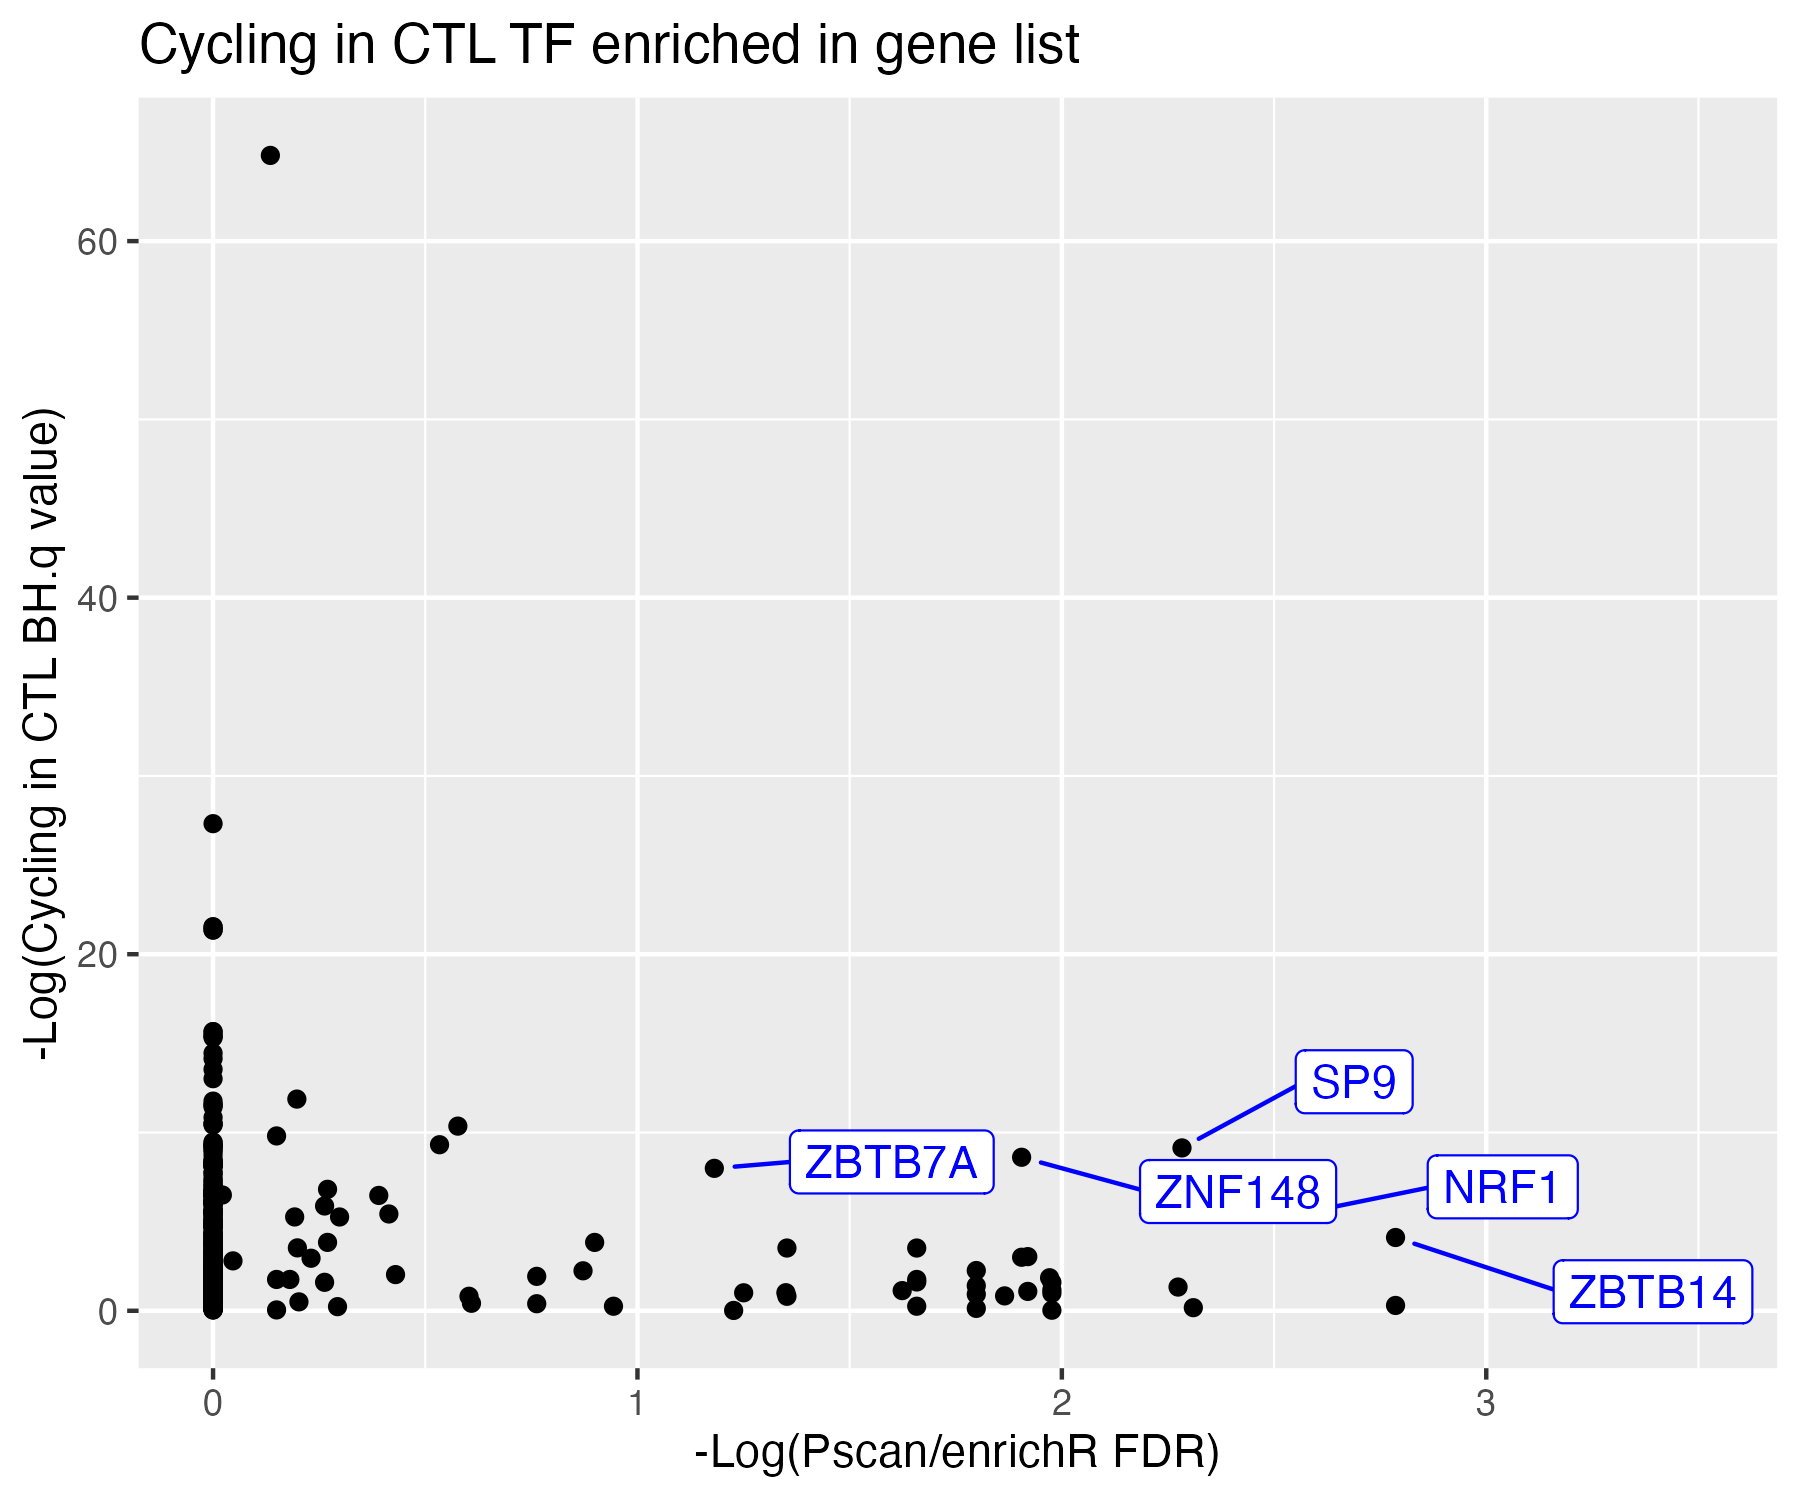 Cycling in CTL TF enriched in gene list
-Log(Cycling in CTL BH.q value)
60
40
20
0
SP9
ZBTB7A
ZNF148
NRF1
ZBTB14
0
1
2
3
-Log(Pscan/enrichR FDR)